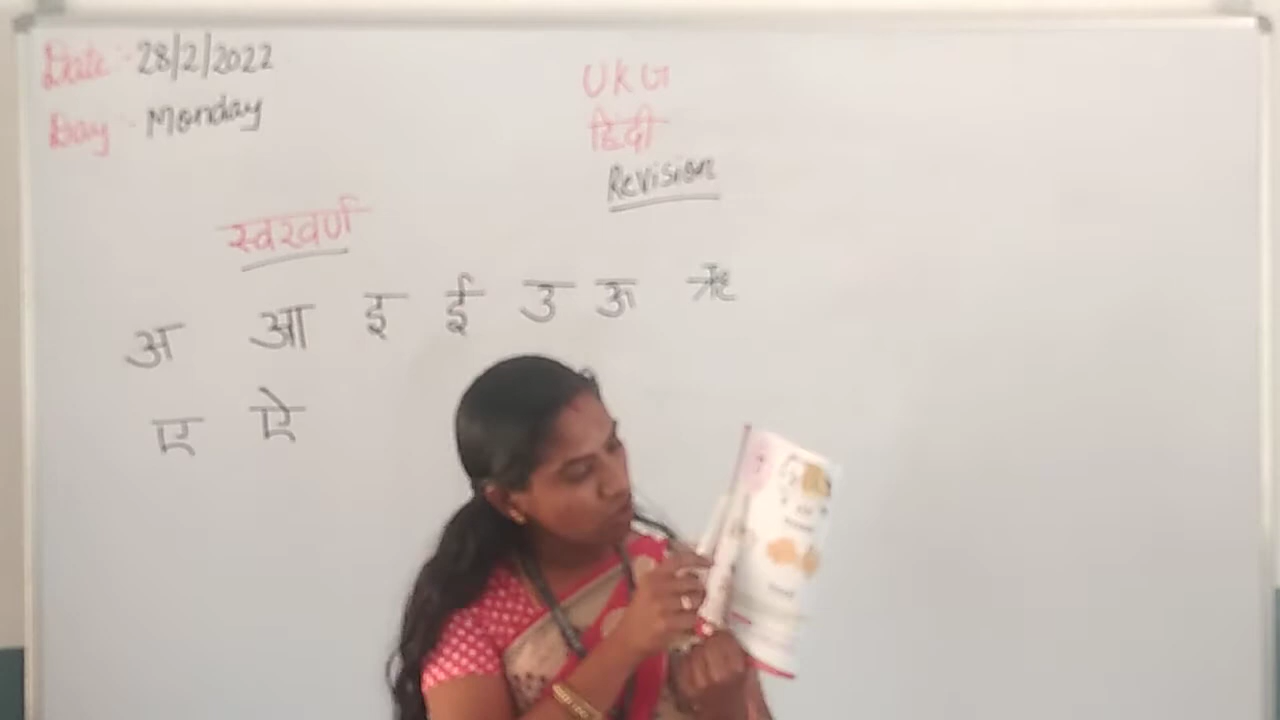 Date - 28/2/2022
Day - Monday
UKG
हिंदी
Revision
स्वरवर्ण
अ आ इ ई उ ऊ ऋ
ए ऐ